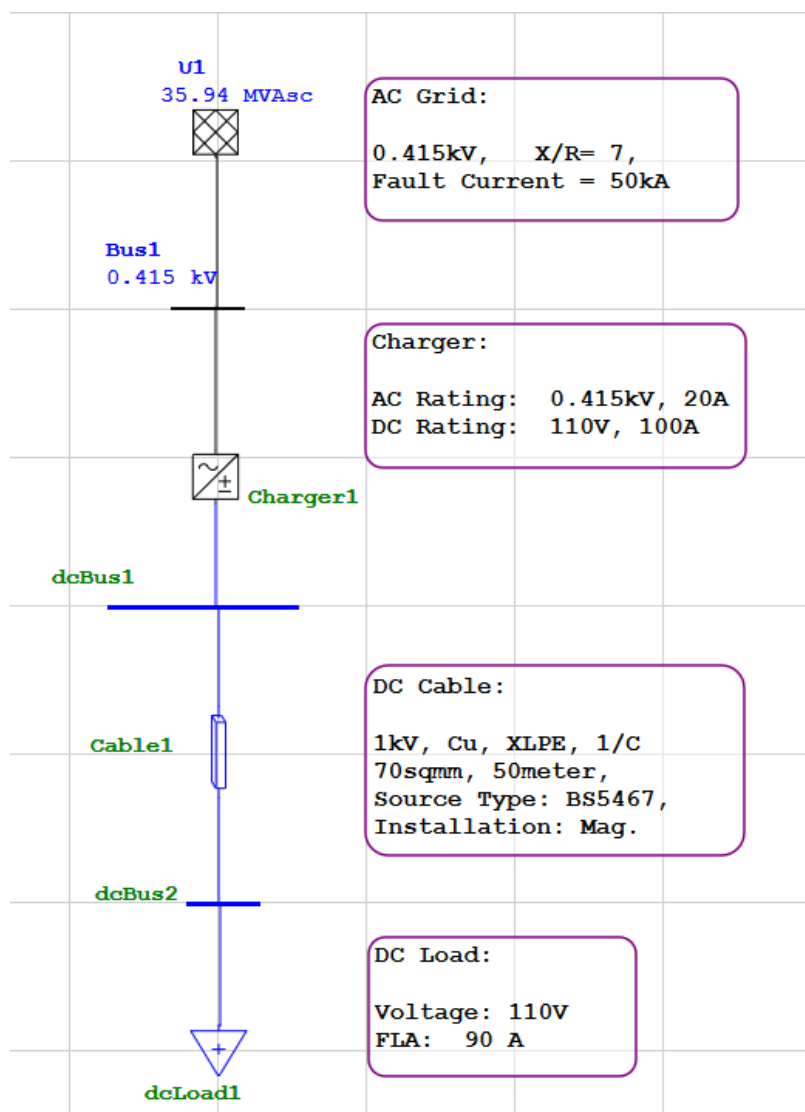 U1
35.94 MVAsc
AC Grid:
0.415kV, X/R= 7,
Fault Current = 50kA
Bus1
0.415 kV
Charger:
AC Rating: 0.415kV, 20A
DC Rating: 110V, 100A
Charger1
dcBus1
DC Cable:
1kV, Cu, XLPE, 1/C
70sqmm, 50meter,
Source Type: BS5467,
Installation: Mag.
Cable1
dcBus2
DC Load:
Voltage: 110V
FLA: 90 A
dcLoad1